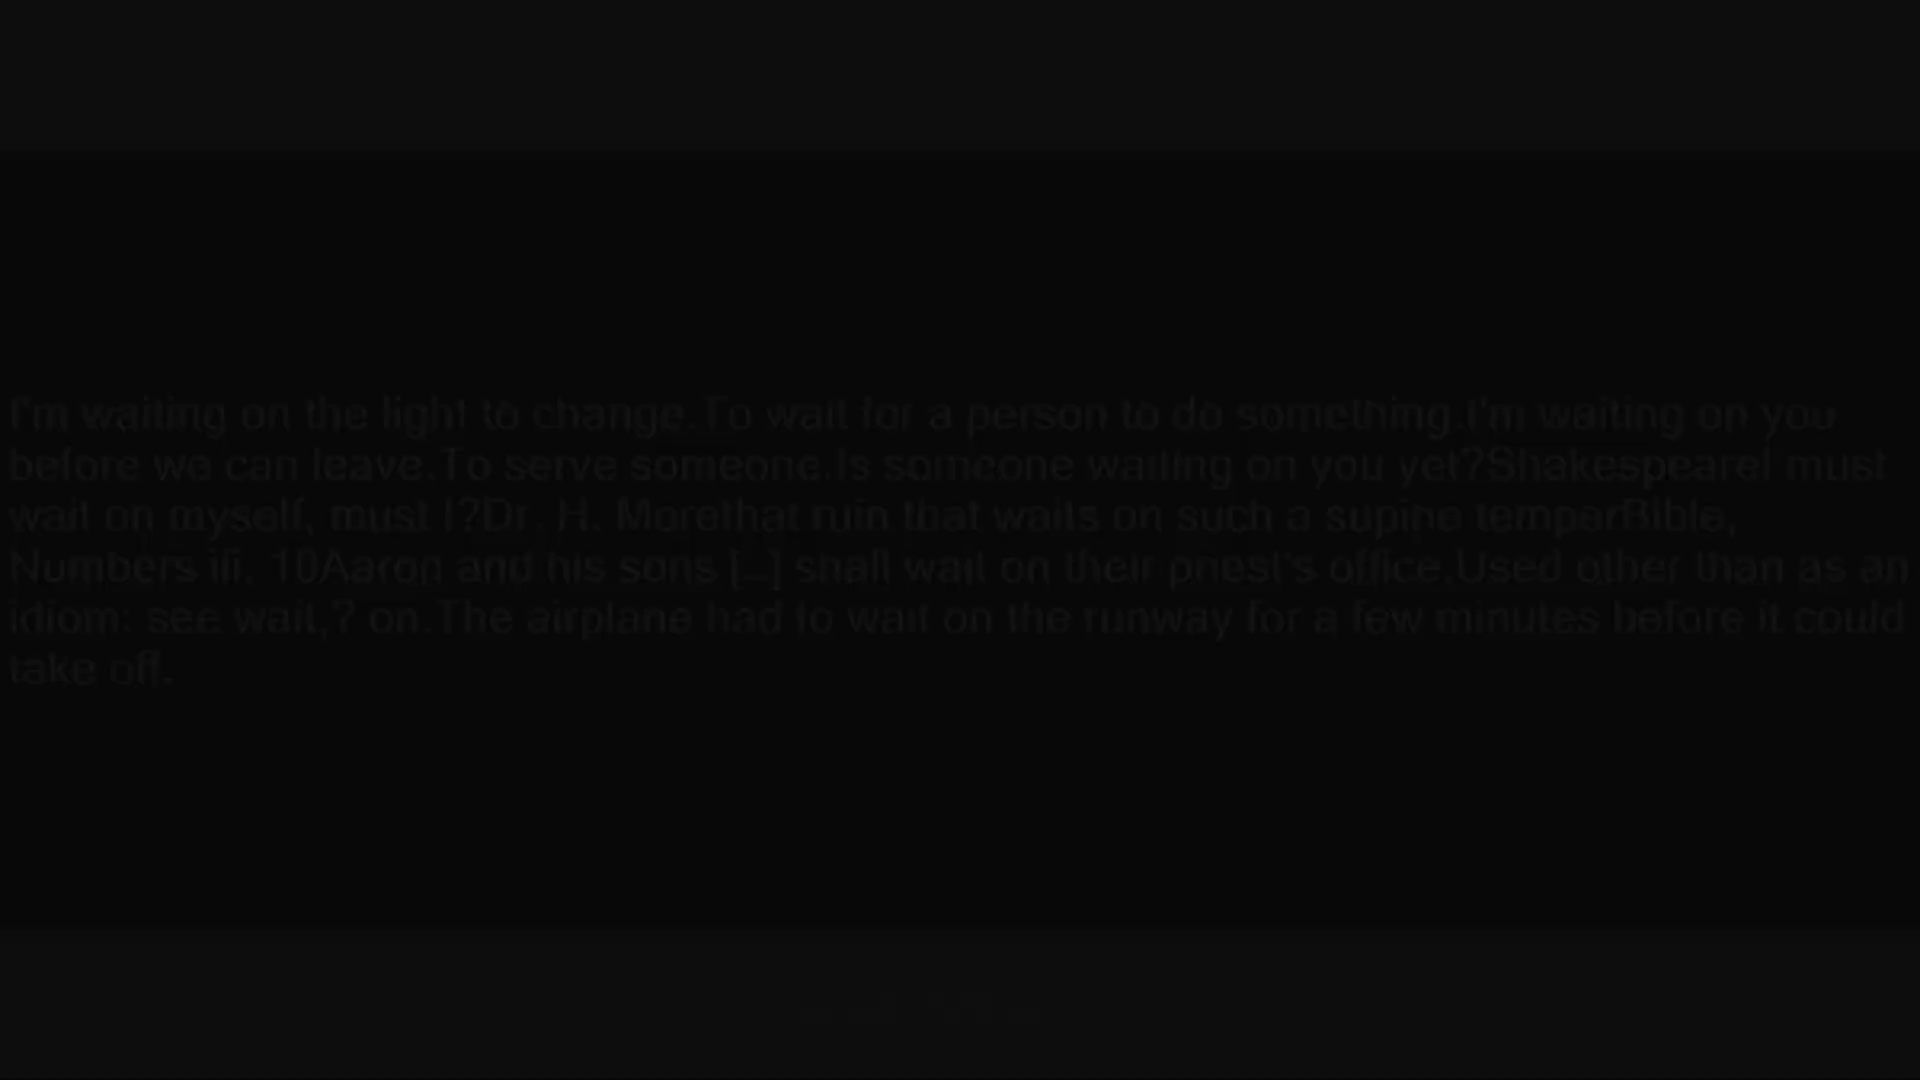 I'm waiting on the light to change.To wait for a person to do something.I'm waiting on you
before we can leave.To serve someone.Is someone waiting on you yet?ShakespeareI must
wait on myself, must I?Dr. H. Morethat ruin that waits on such a supine temperBible,
Numbers iii. 10Aaron and his sons […] shall wait on their priest's office.Used other than as an
idiom: see wait,? on.The airplane had to wait on the runway for a few minutes before it could
take off.